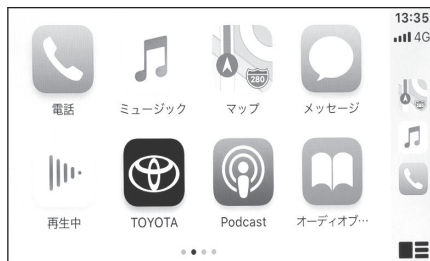 13:35
4G
電話
ミュージック
マップ
280
メッセージ
再生中
TOYOTA
Podcast
オーディオブ…